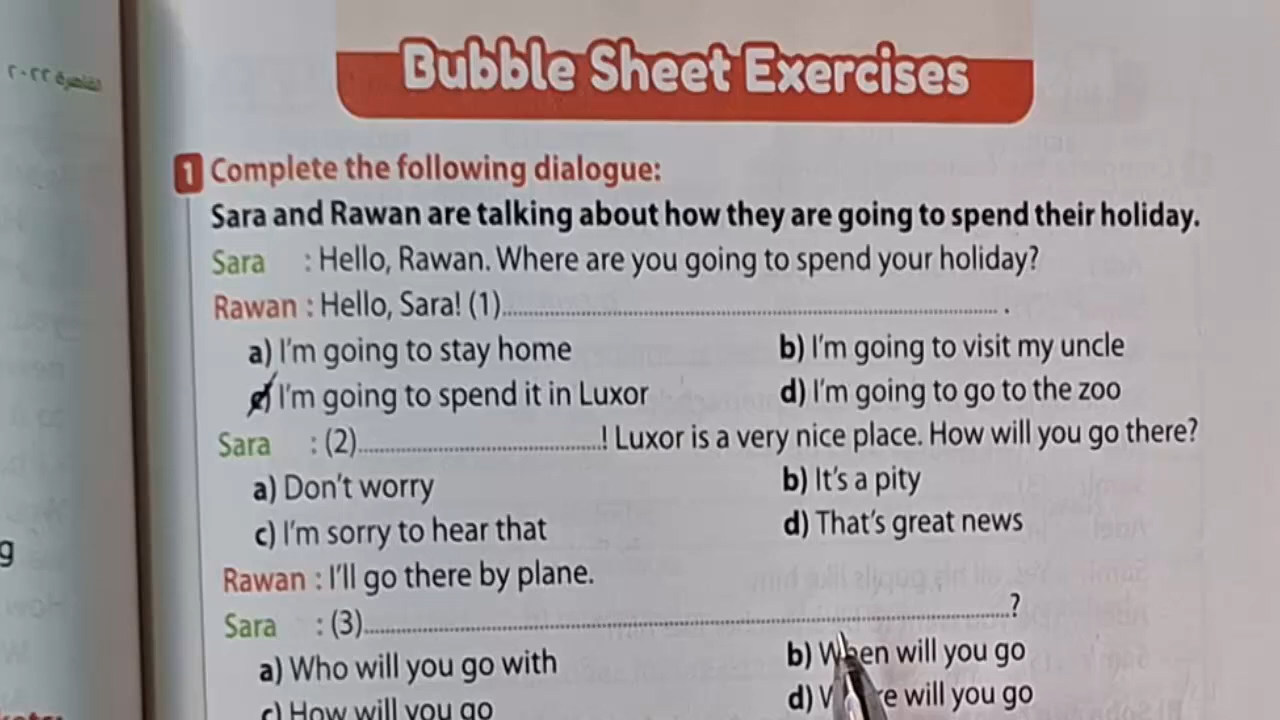 القاهرة ٢٠٢٢
Bubble Sheet Exercises
1 Complete the following dialogue:
Sara and Rawan are talking about how they are going to spend their holiday.
Sara : Hello, Rawan. Where are you going to spend your holiday?
Rawan : Hello, Sara! (1)........................ .
a) I'm going to stay home b) I'm going to visit my uncle
c) I'm going to spend it in Luxor d) I'm going to go to the zoo
Sara : (2)........................! Luxor is a very nice place. How will you go there?
a) Don't worry b) It's a pity
c) I'm sorry to hear that d) That's great news
g
Rawan : I'll go there by plane.
Sara : (3)........................?
a) Who will you go with b) When will you go
c) How will you go d) will you go